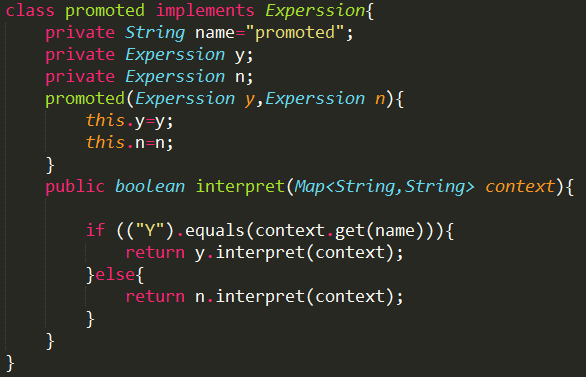 class promoted implements Experssion{
    private String name="promoted";
    private Experssion y;
    private Experssion n;
    promoted(Experssion y,Experssion n){
        this.y=y;
        this.n=n;
    }
    public boolean interpret(Map<String,String> context){
        if (("Y").equals(context.get(name))){
            return y.interpret(context);
        }else{
            return n.interpret(context);
        }
    }
}